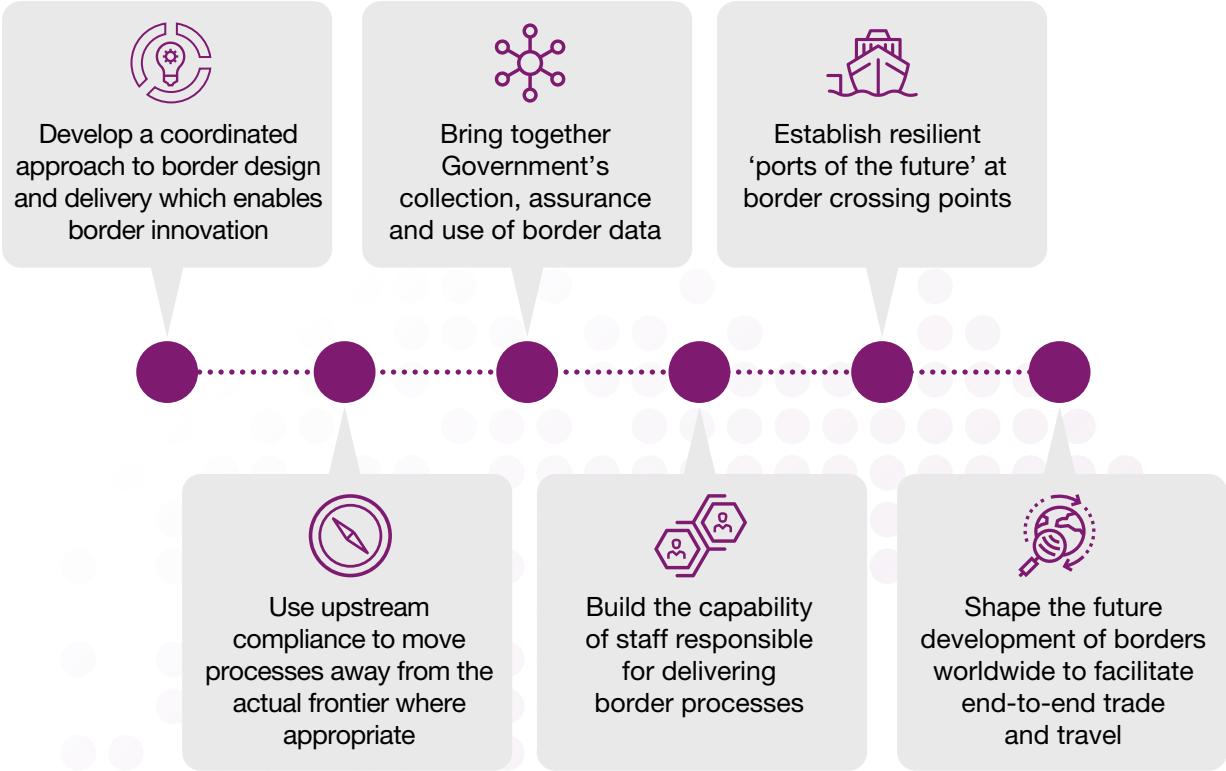 Develop a coordinated
approach to border design
and delivery which enables
border innovation
Bring together
Government’s
collection, assurance
and use of border data
Establish resilient
‘ports of the future’ at
border crossing points
Use upstream
compliance to move
processes away from the
actual frontier where
appropriate
Build the capability
of staff responsible
for delivering
border processes
Shape the future
development of borders
worldwide to facilitate
end-to-end trade
and travel